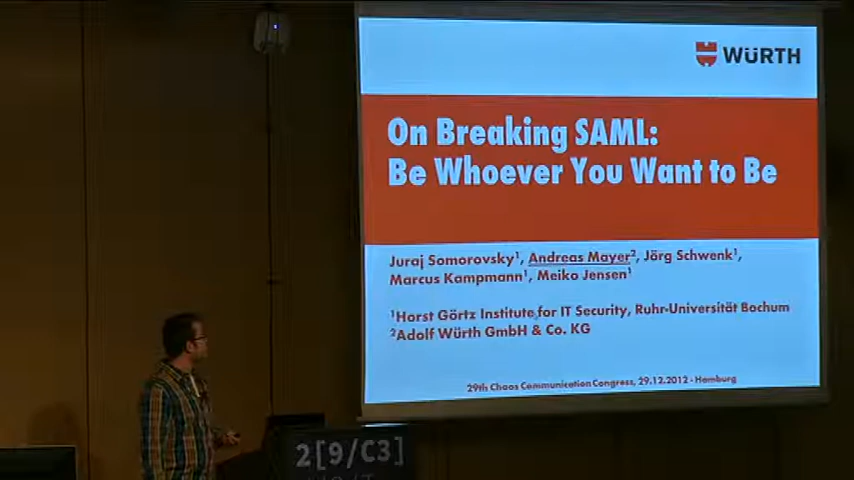 WÜRTH
On Breaking SAML:
Be Whoever You Want to Be
Juraj Somorovsky¹, Andreas Mayer², Jörg Schwenk¹,
Marcus Kampmann¹, Meiko Jensen¹
¹Horst Görtz Institute for IT Security, Ruhr-Universität Bochum
²Adolf Würth GmbH & Co. KG
29th Chaos Communication Congress, 29.12.2012 - Hamburg
2[9/C3]